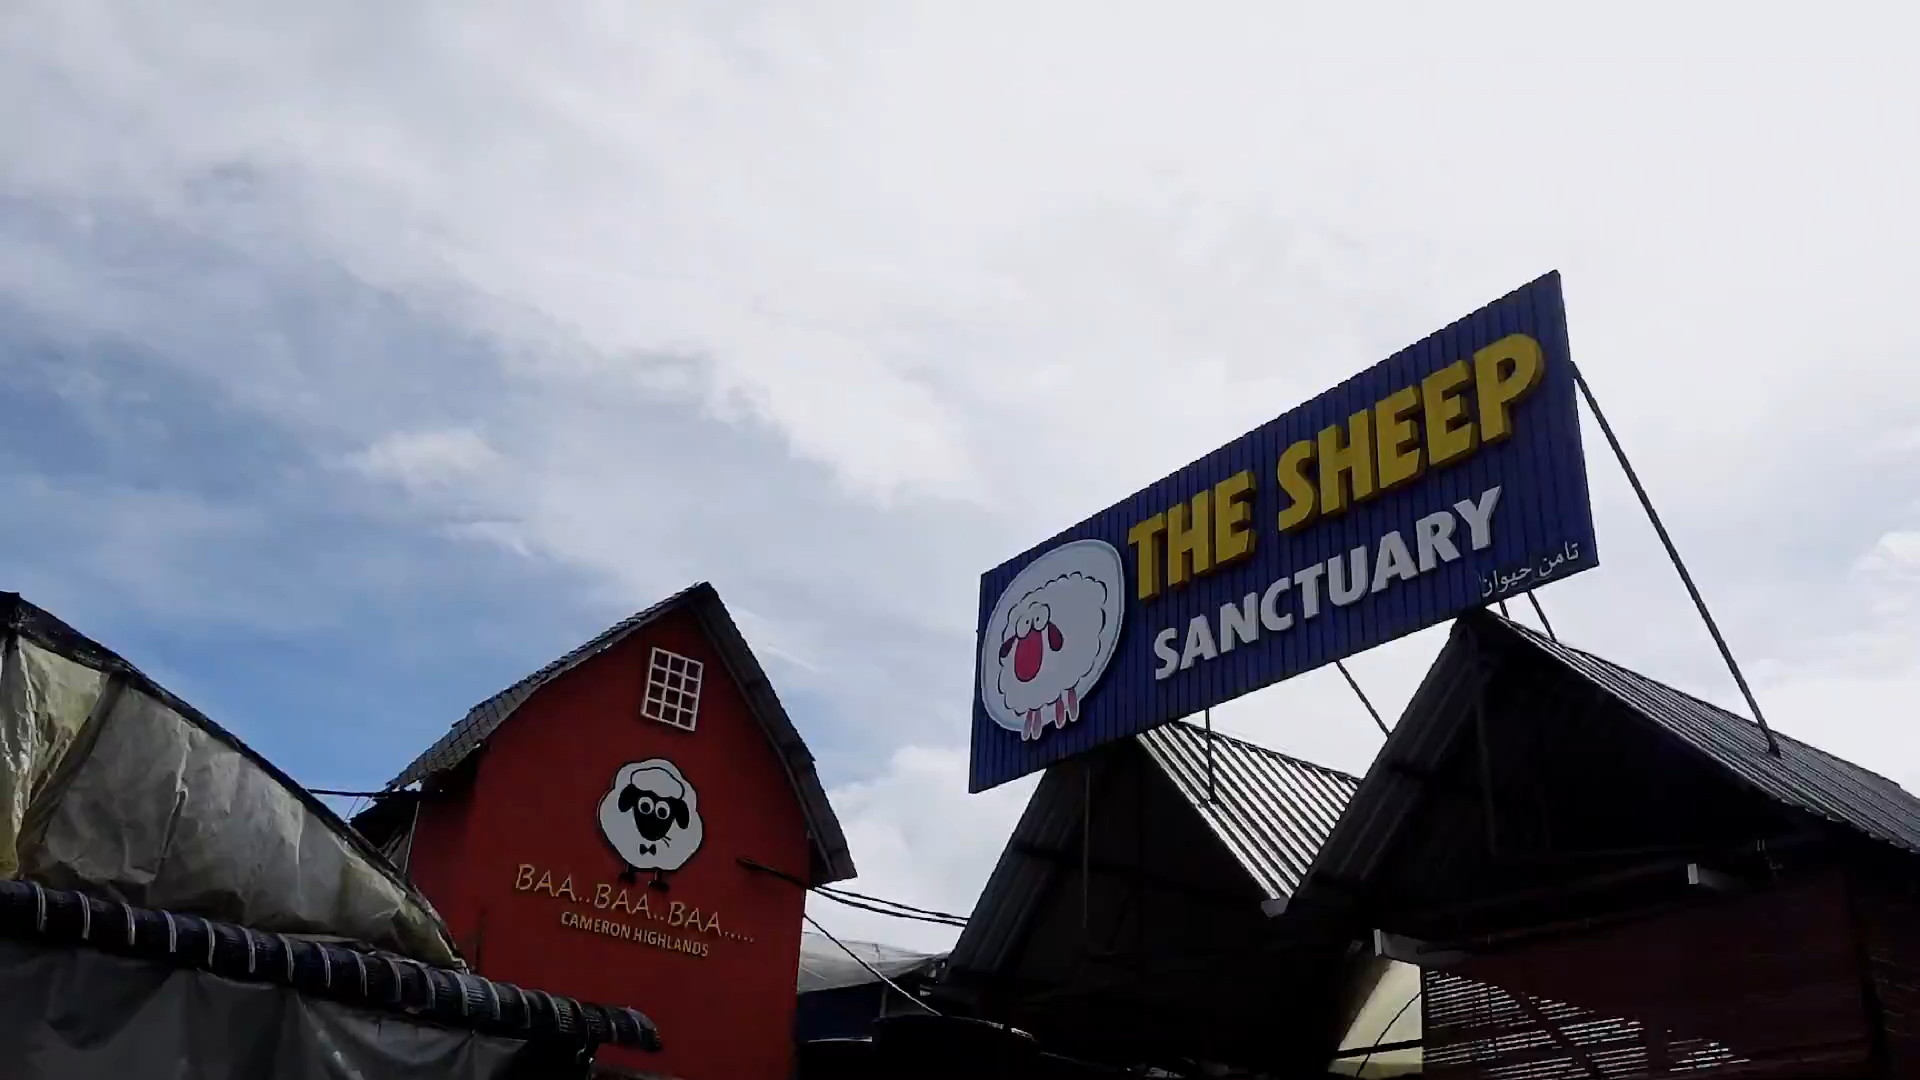 THE SHEEP
SANCTUARY
تامن حيوان
BAA..BAA..BAA.....
CAMERON HIGHLANDS